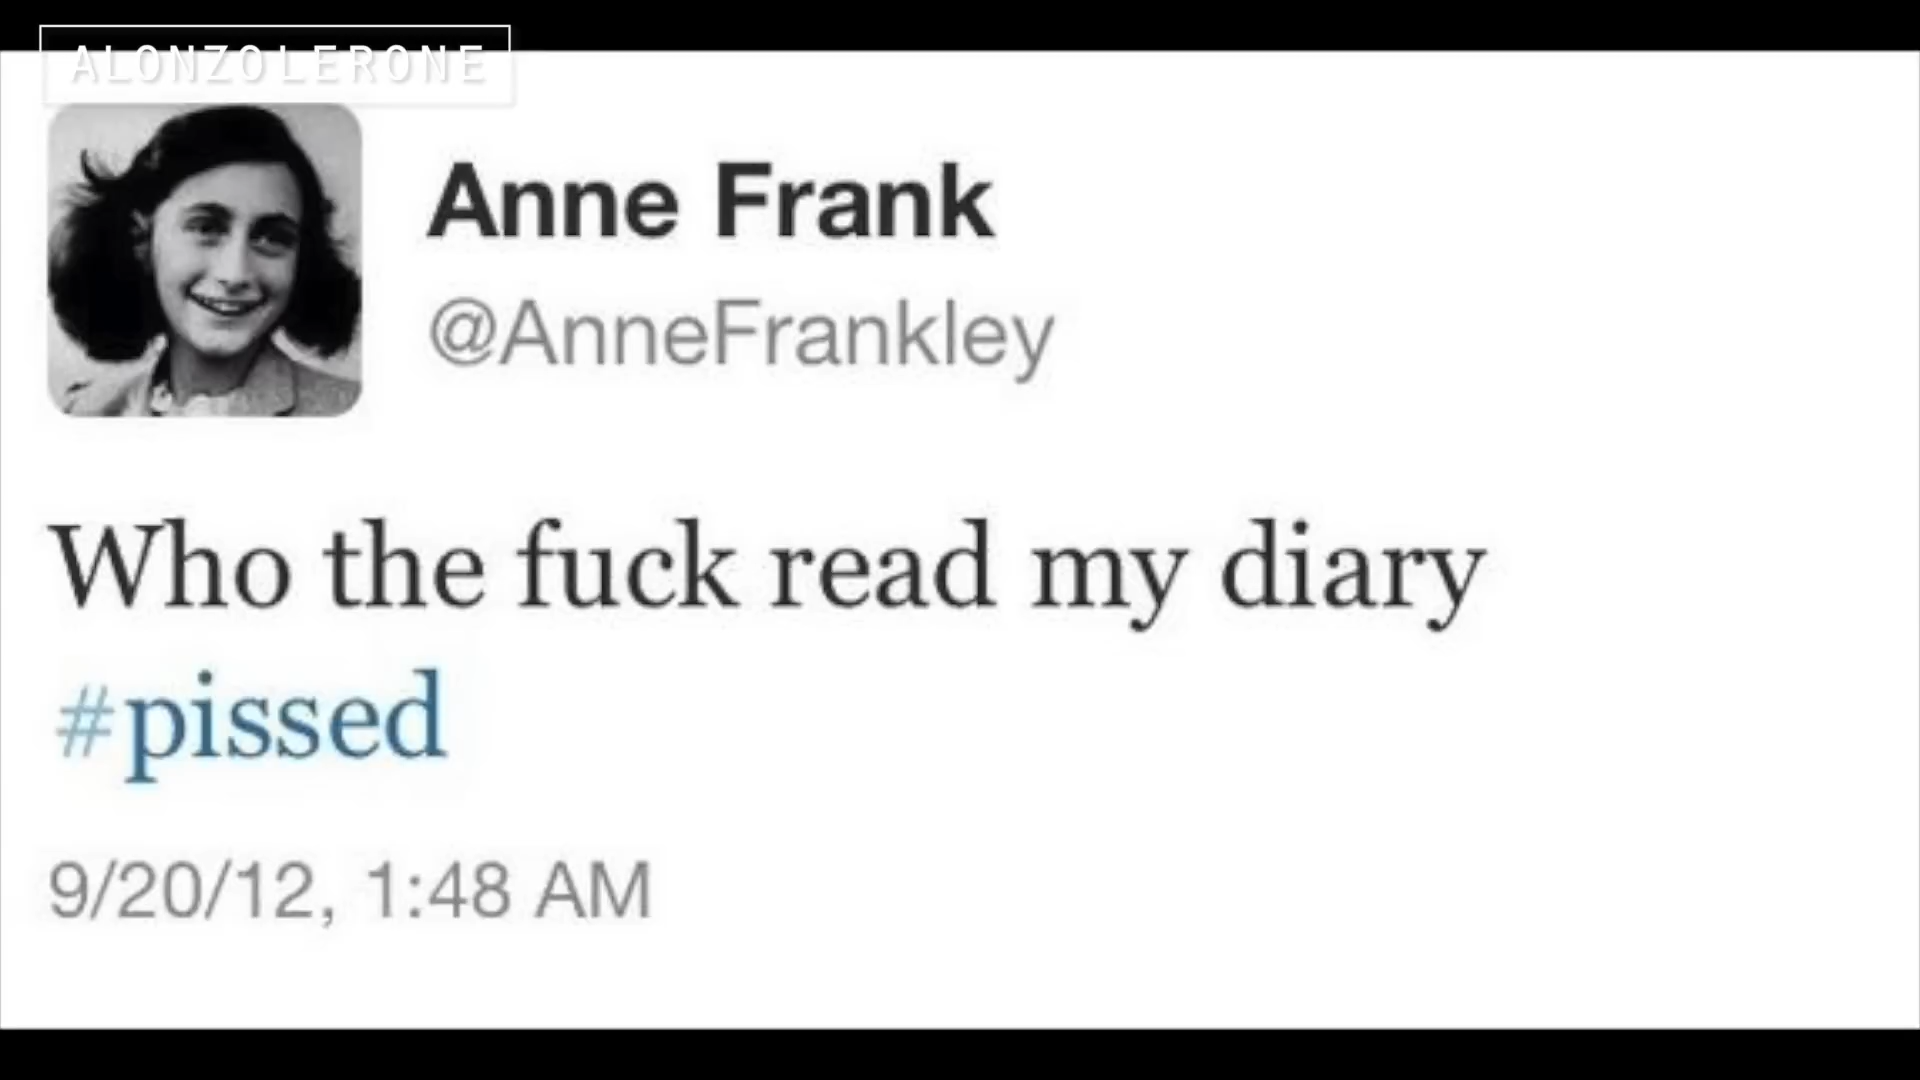 ALONZOLERONE
Anne Frank
@AnneFrankley
Who the fuck read my diary
#pissed
9/20/12, 1:48 AM